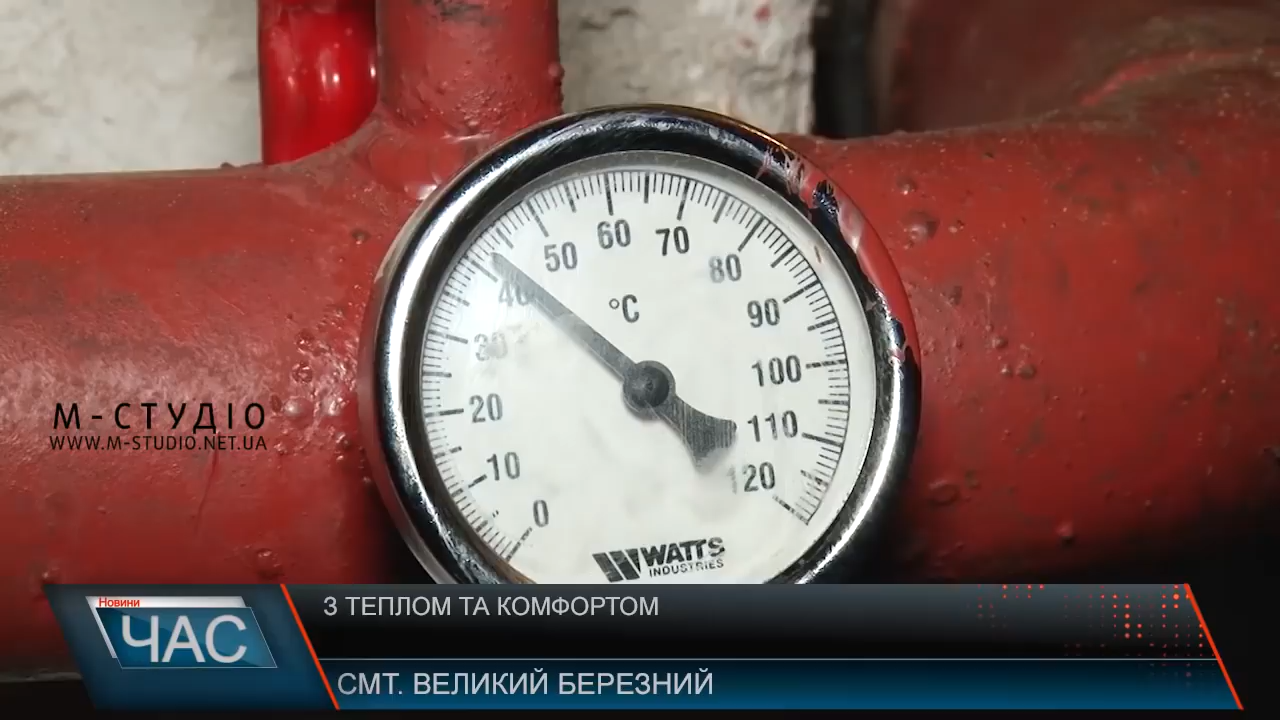 60
50
70
80
40
°C
90
30
100
20
110
10
120
0
WATTS
INDUSTRIES
М-СТУДІО
WWW.M-STUDIO.NET.UA
Новини
ЧАС
З ТЕПЛОМ ТА КОМФОРТОМ
СМТ. ВЕЛИКИЙ БЕРЕЗНИЙ